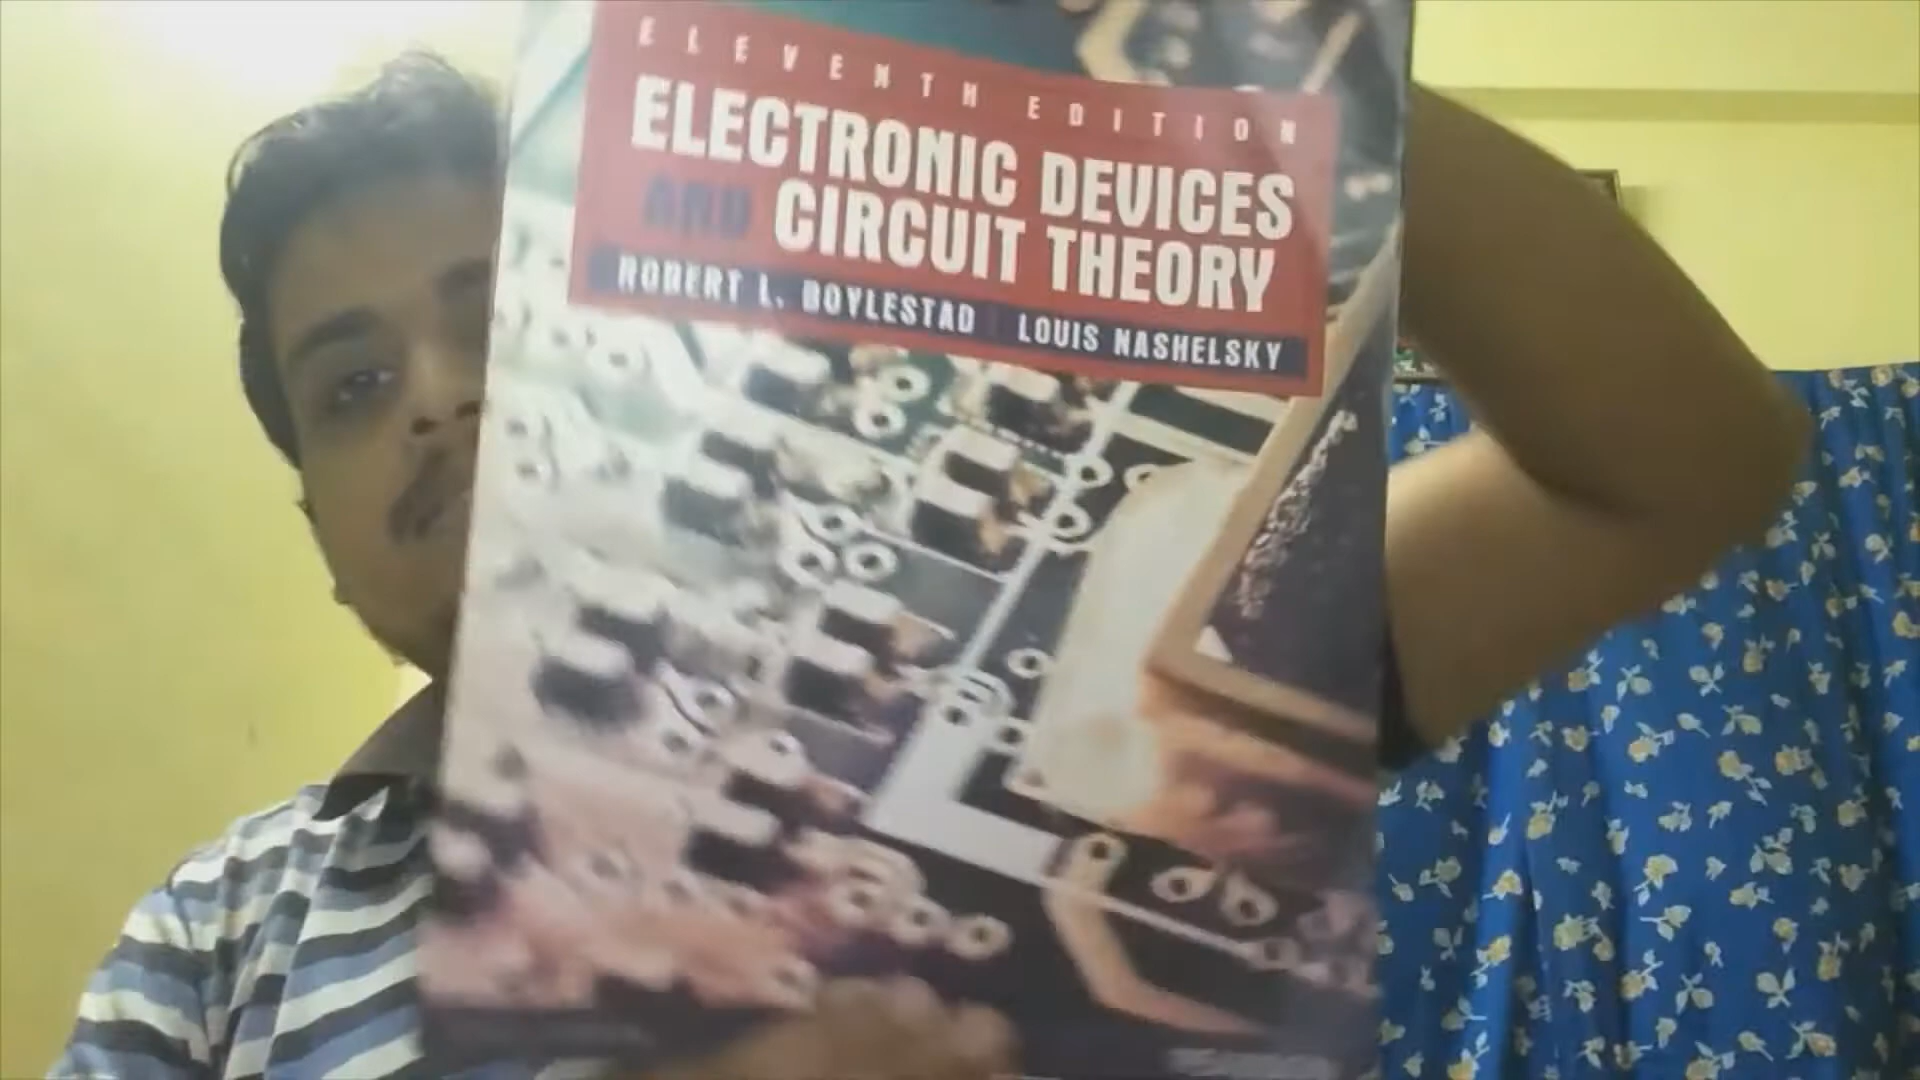 ELEVENTH EDITION
ELECTRONIC DEVICES
AND CIRCUIT THEORY
ROBERT L. BOYLESTAD LOUIS NASHELSKY